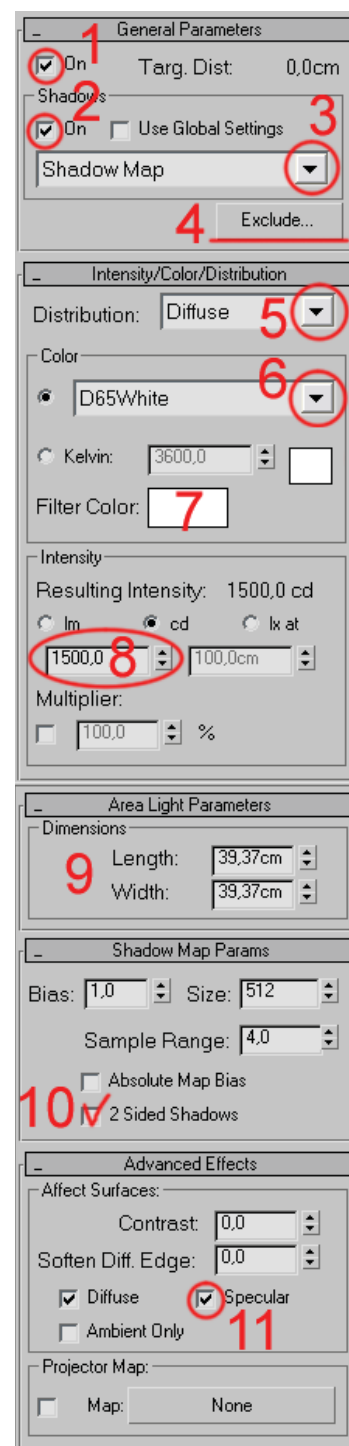 General Parameters
1
On Targ. Dist: 0,0cm
Shadows
2
On Use Global Settings
3
Shadow Map
4 Exclude...
Intensity/Color/Distribution
Distribution: Diffuse 5
Color
6
D65White
Kelvin: 3600,0
Filter Color: 7
Intensity
Resulting Intensity: 1500,0 cd
lm cd lx at
1500,0 8 100,0cm
Multiplier:
100,0 %
Area Light Parameters
Dimensions
9
Length: 39,37cm
Width: 39,37cm
Shadow Map Params
Bias: 1,0 Size: 512
Sample Range: 4,0
Absolute Map Bias
10 2 Sided Shadows
Advanced Effects
Affect Surfaces:
Contrast: 0,0
Soften Diff. Edge: 0,0
Diffuse Specular
Ambient Only 11
Projector Map:
Map: None